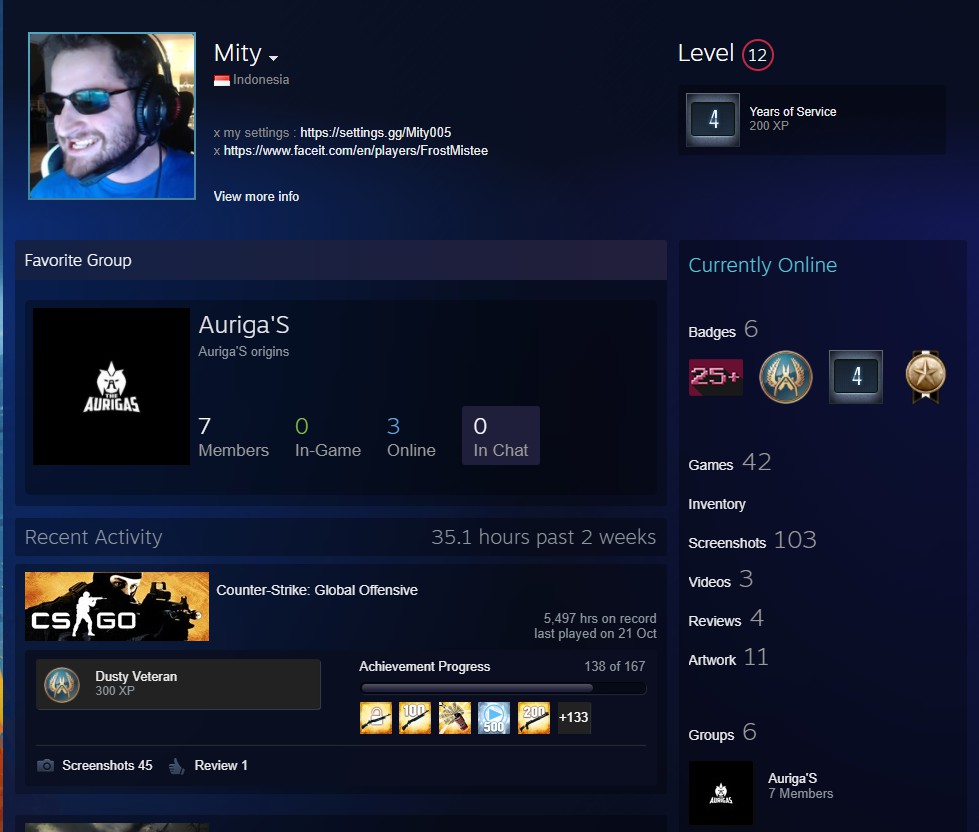 Mity
Indonesia
x my settings : https://settings.gg/Mity005
x https://www.faceit.com/en/players/FrostMistee
View more info
Level 12
4
Years of Service
200 XP
Favorite Group
Auriga'S
Auriga'S origins
THE
AURIGAS
7
Members
0
In-Game
3
Online
0
In Chat
Recent Activity
35.1 hours past 2 weeks
CS GO
Counter-Strike: Global Offensive
5,497 hrs on record
last played on 21 Oct
Dusty Veteran
300 XP
Achievement Progress
138 of 167
100
500
200
+133
Screenshots 45
Review 1
Currently Online
Badges 6
25+
4
Games 42
Inventory
Screenshots 103
Videos 3
Reviews 4
Artwork 11
Groups 6
AURIGAS
Auriga'S
7 Members